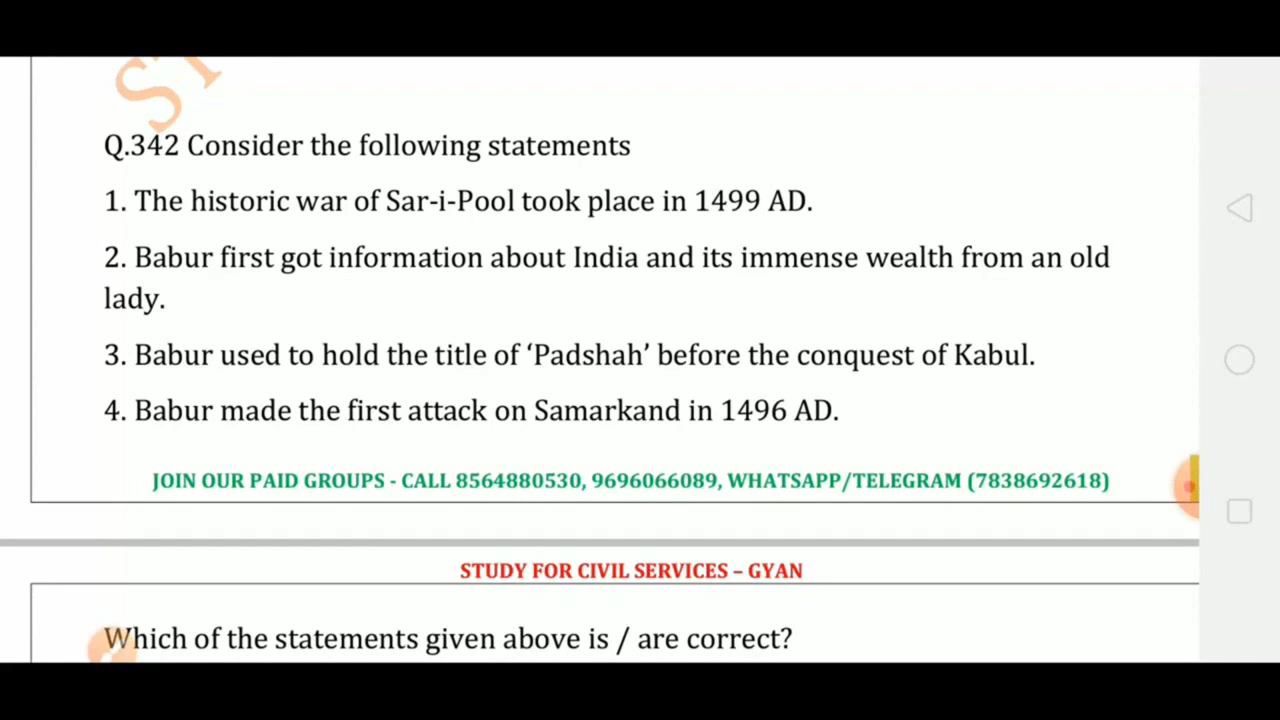 Q.342 Consider the following statements
1. The historic war of Sar-i-Pool took place in 1499 AD.
2. Babur first got information about India and its immense wealth from an old
lady.
3. Babur used to hold the title of ‘Padshah’ before the conquest of Kabul.
4. Babur made the first attack on Samarkand in 1496 AD.
JOIN OUR PAID GROUPS - CALL 8564880530, 9696066089, WHATSAPP/TELEGRAM (7838692618)
STUDY FOR CIVIL SERVICES – GYAN
Which of the statements given above is / are correct?